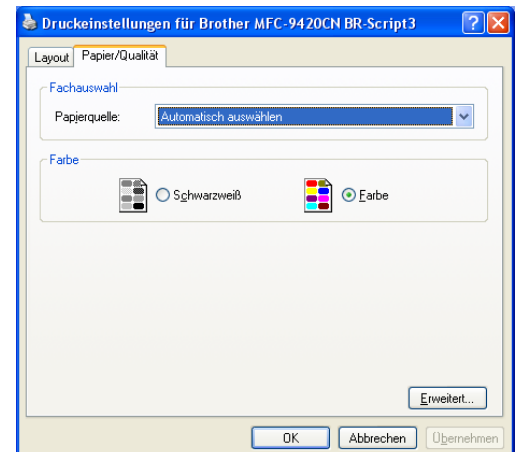 Druckeinstellungen für Brother MFC-9420CN BR-Script3
Layout Papier/Qualität
Fachauswahl
Papierquelle: Automatisch auswählen
Farbe
Schwarzweiß Farbe
Erweitert...
OK Abbrechen Übernehmen